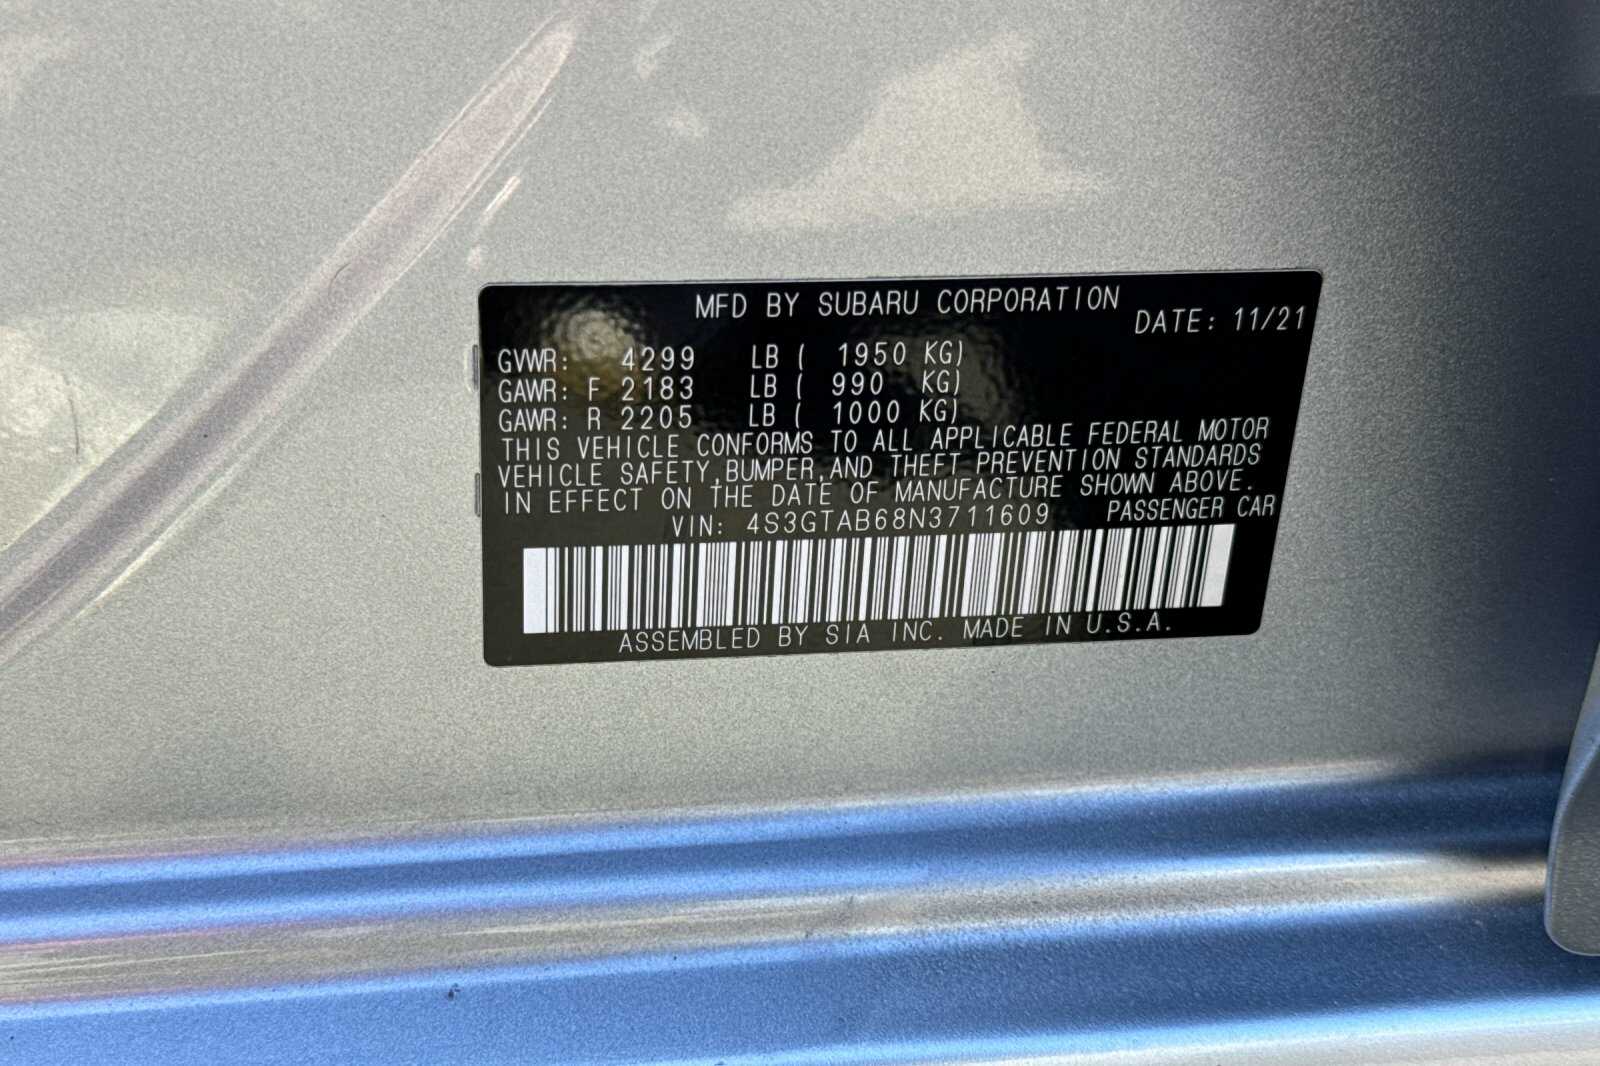 MFD BY SUBARU CORPORATION
DATE: 11/21
GVWR: 4299 LB ( 1950 KG)
GAWR: F 2183 LB ( 990 KG)
GAWR: R 2205 LB ( 1000 KG)
THIS VEHICLE CONFORMS TO ALL APPLICABLE FEDERAL MOTOR
VEHICLE SAFETY,BUMPER,AND THEFT PREVENTION STANDARDS
IN EFFECT ON THE DATE OF MANUFACTURE SHOWN ABOVE.
VIN: 4S3GTAB68N3711609 PASSENGER CAR
ASSEMBLED BY SIA INC. MADE IN U.S.A.